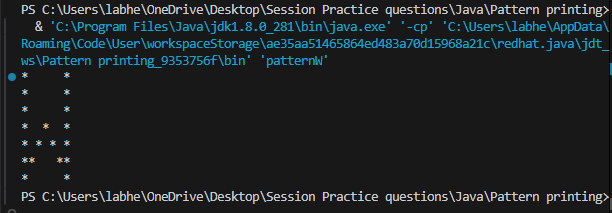 PS C:\Users\labhe\OneDrive\Desktop\Session Practice questions\Java\Pattern printing>
  & 'C:\Program Files\Java\jdk1.8.0_281\bin\java.exe' '-cp' 'C:\Users\labhe\AppData\
Roaming\Code\User\workspaceStorage\ae35aa51465864ed483a70d15968a21c\redhat.java\jdt_
ws\Pattern printing_9353756f\bin' 'patternW'
*     *
*     *
*     *
*  *  *
* * * *
**   **
*     *
PS C:\Users\labhe\OneDrive\Desktop\Session Practice questions\Java\Pattern printing>